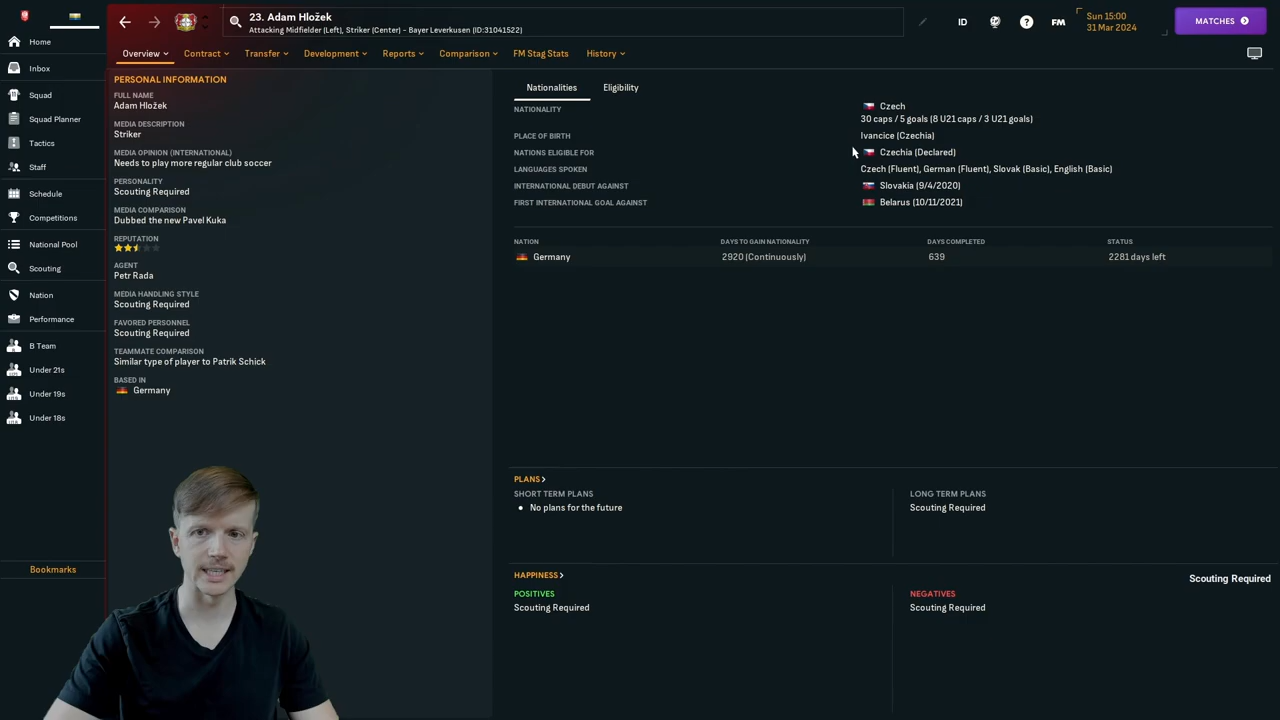 23. Adam Hložek
Attacking Midfielder (Left), Striker (Center) - Bayer Leverkusen (ID:31041522)
ID
?
FM
Sun 15:00
31 Mar 2024
MATCHES
Overview
Contract
Transfer
Development
Reports
Comparison
FM Stag Stats
History
Home
Inbox
Squad
Squad Planner
Tactics
Staff
Schedule
Competitions
National Pool
Scouting
Nation
Performance
B Team
Under 21s
Under 19s
Under 18s
Bookmarks
PERSONAL INFORMATION
FULL NAME
Adam Hložek
MEDIA DESCRIPTION
Striker
MEDIA OPINION (INTERNATIONAL)
Needs to play more regular club soccer
PERSONALITY
Scouting Required
MEDIA COMPARISON
Dubbed the new Pavel Kuka
REPUTATION
AGENT
Petr Rada
MEDIA HANDLING STYLE
Scouting Required
FAVORED PERSONNEL
Scouting Required
TEAMMATE COMPARISON
Similar type of player to Patrik Schick
BASED IN
Germany
Nationalities
Eligibility
NATIONALITY
Czech
30 caps / 5 goals (8 U21 caps / 3 U21 goals)
PLACE OF BIRTH
Ivancice (Czechia)
NATIONS ELIGIBLE FOR
Czechia (Declared)
LANGUAGES SPOKEN
Czech (Fluent), German (Fluent), Slovak (Basic), English (Basic)
INTERNATIONAL DEBUT AGAINST
Slovakia (9/4/2020)
FIRST INTERNATIONAL GOAL AGAINST
Belarus (10/11/2021)
NATION
DAYS TO GAIN NATIONALITY
DAYS COMPLETED
STATUS
Germany
2920 (Continuously)
639
2281 days left
PLANS
SHORT TERM PLANS
No plans for the future
LONG TERM PLANS
Scouting Required
HAPPINESS
Scouting Required
POSITIVES
Scouting Required
NEGATIVES
Scouting Required